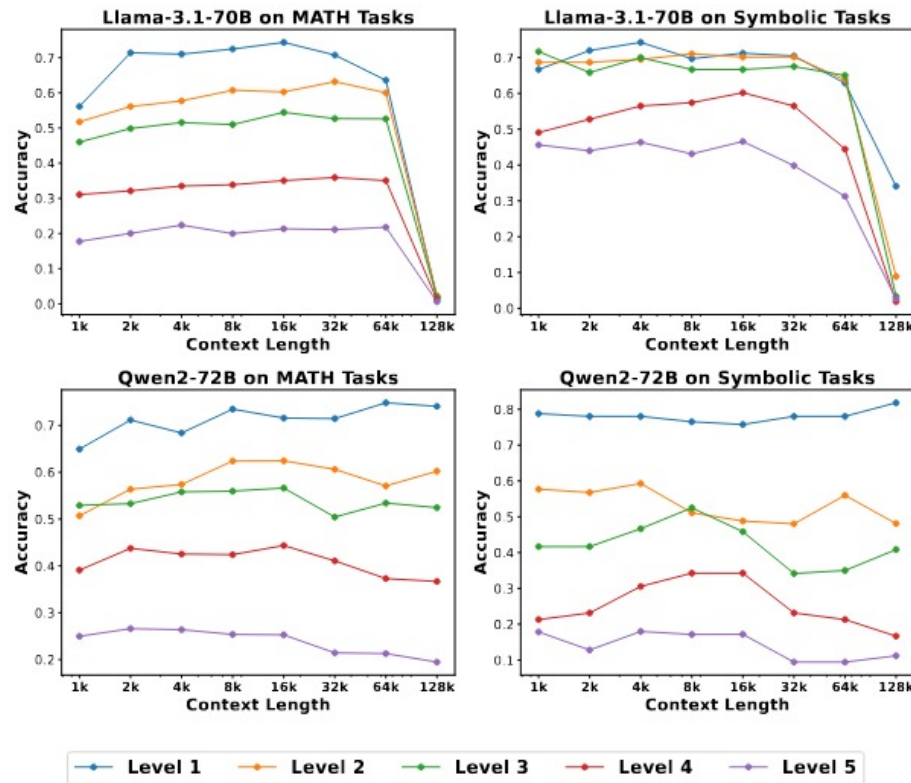 Llama-3.1-70B on MATH Tasks
Accuracy
0.7
0.6
0.5
0.4
0.3
0.2
0.1
0.0
1k 2k 4k 8k 16k 32k 64k 128k
Context Length
Llama-3.1-70B on Symbolic Tasks
Accuracy
0.7
0.6
0.5
0.4
0.3
0.2
0.1
0.0
1k 2k 4k 8k 16k 32k 64k 128k
Context Length
Qwen2-72B on MATH Tasks
Accuracy
0.7
0.6
0.5
0.4
0.3
0.2
1k 2k 4k 8k 16k 32k 64k 128k
Context Length
Qwen2-72B on Symbolic Tasks
Accuracy
0.8
0.7
0.6
0.5
0.4
0.3
0.2
0.1
1k 2k 4k 8k 16k 32k 64k 128k
Context Length
Level 1 Level 2 Level 3 Level 4 Level 5